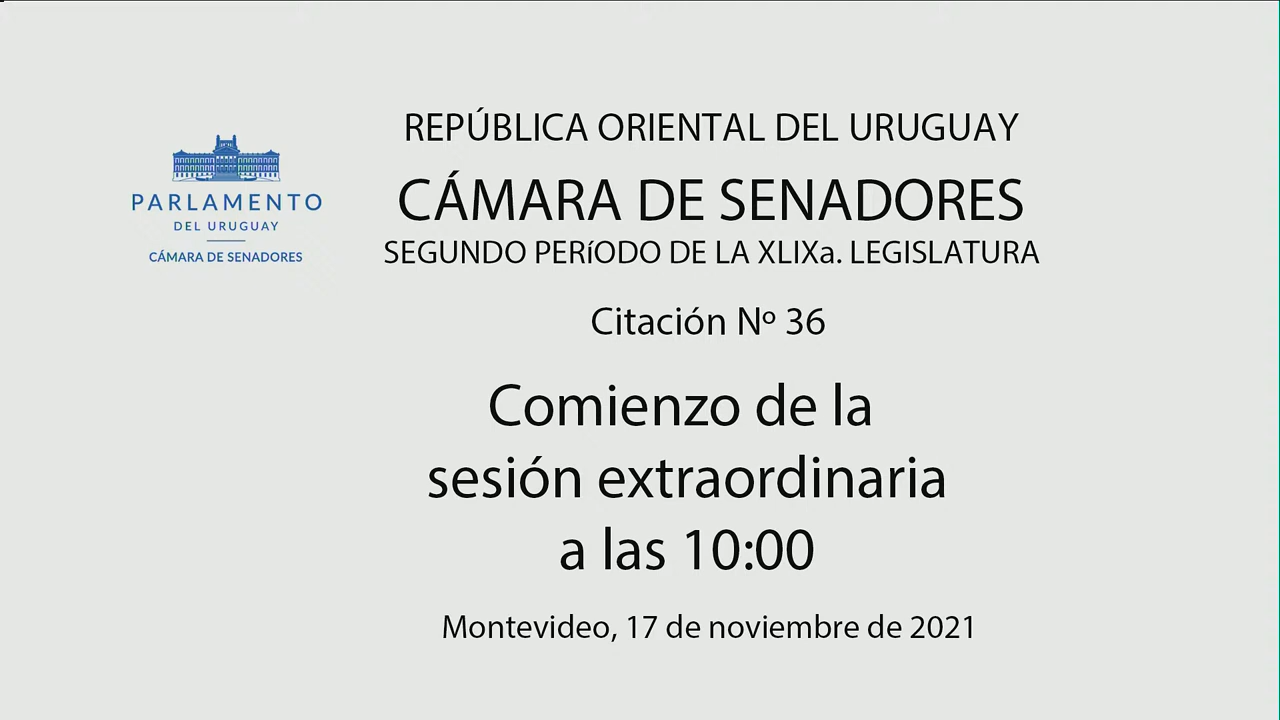 REPÚBLICA ORIENTAL DEL URUGUAY
CÁMARA DE SENADORES
SEGUNDO PERíODO DE LA XLIXa. LEGISLATURA
PARLAMENTO
DEL URUGUAY
CÁMARA DE SENADORES
Citación Nº 36
Comienzo de la
sesión extraordinaria
a las 10:00
Montevideo, 17 de noviembre de 2021